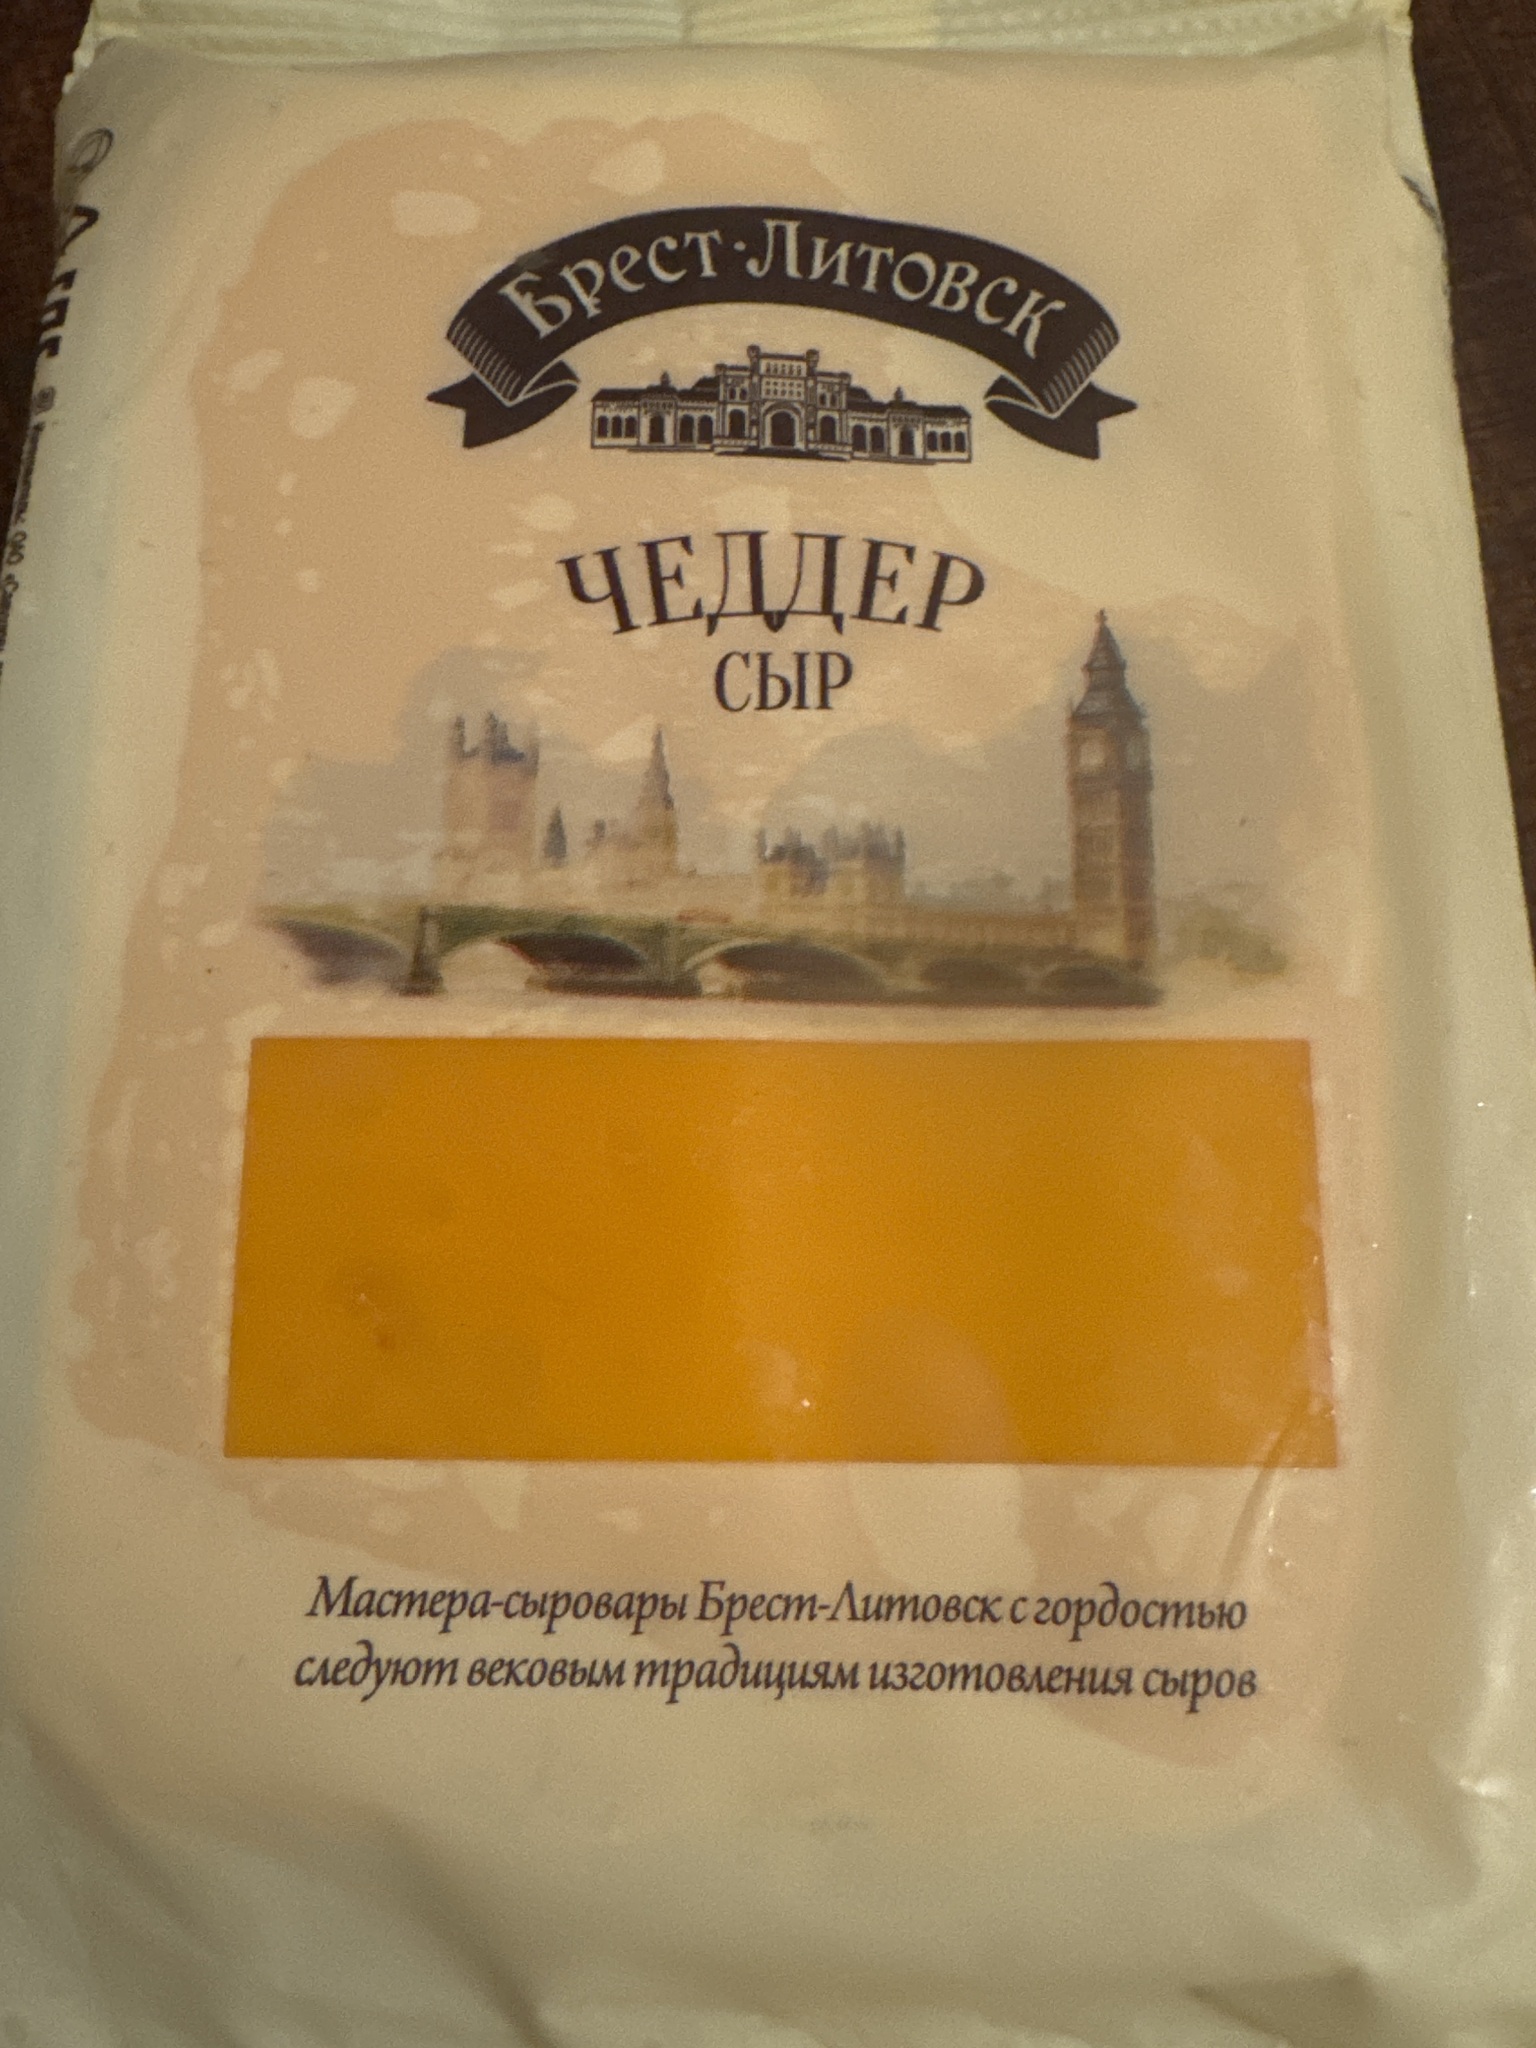 Брест-Литовск
ЧЕДДЕР
СЫР
Мастера-сыровары Брест-Литовск с гордостью
следуют вековым традициям изготовления сыров